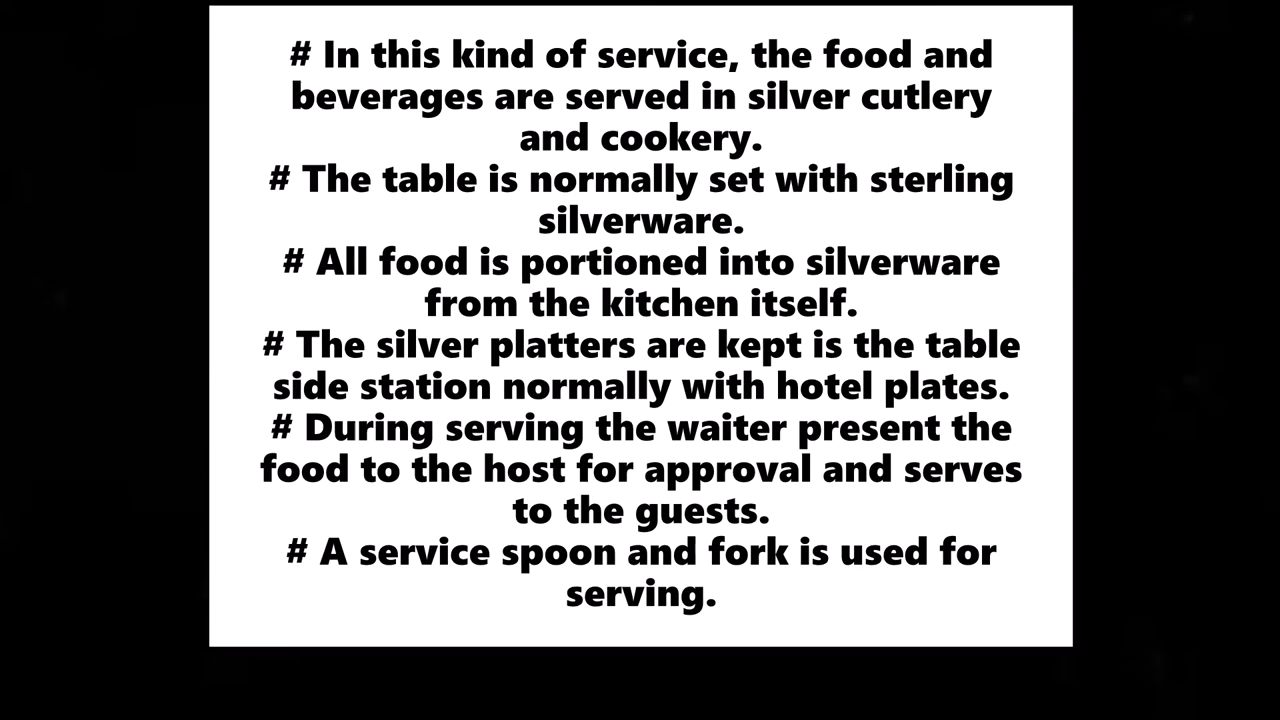 # In this kind of service, the food and
beverages are served in silver cutlery
and cookery.
# The table is normally set with sterling
silverware.
# All food is portioned into silverware
from the kitchen itself.
# The silver platters are kept is the table
side station normally with hotel plates.
# During serving the waiter present the
food to the host for approval and serves
to the guests.
# A service spoon and fork is used for
serving.